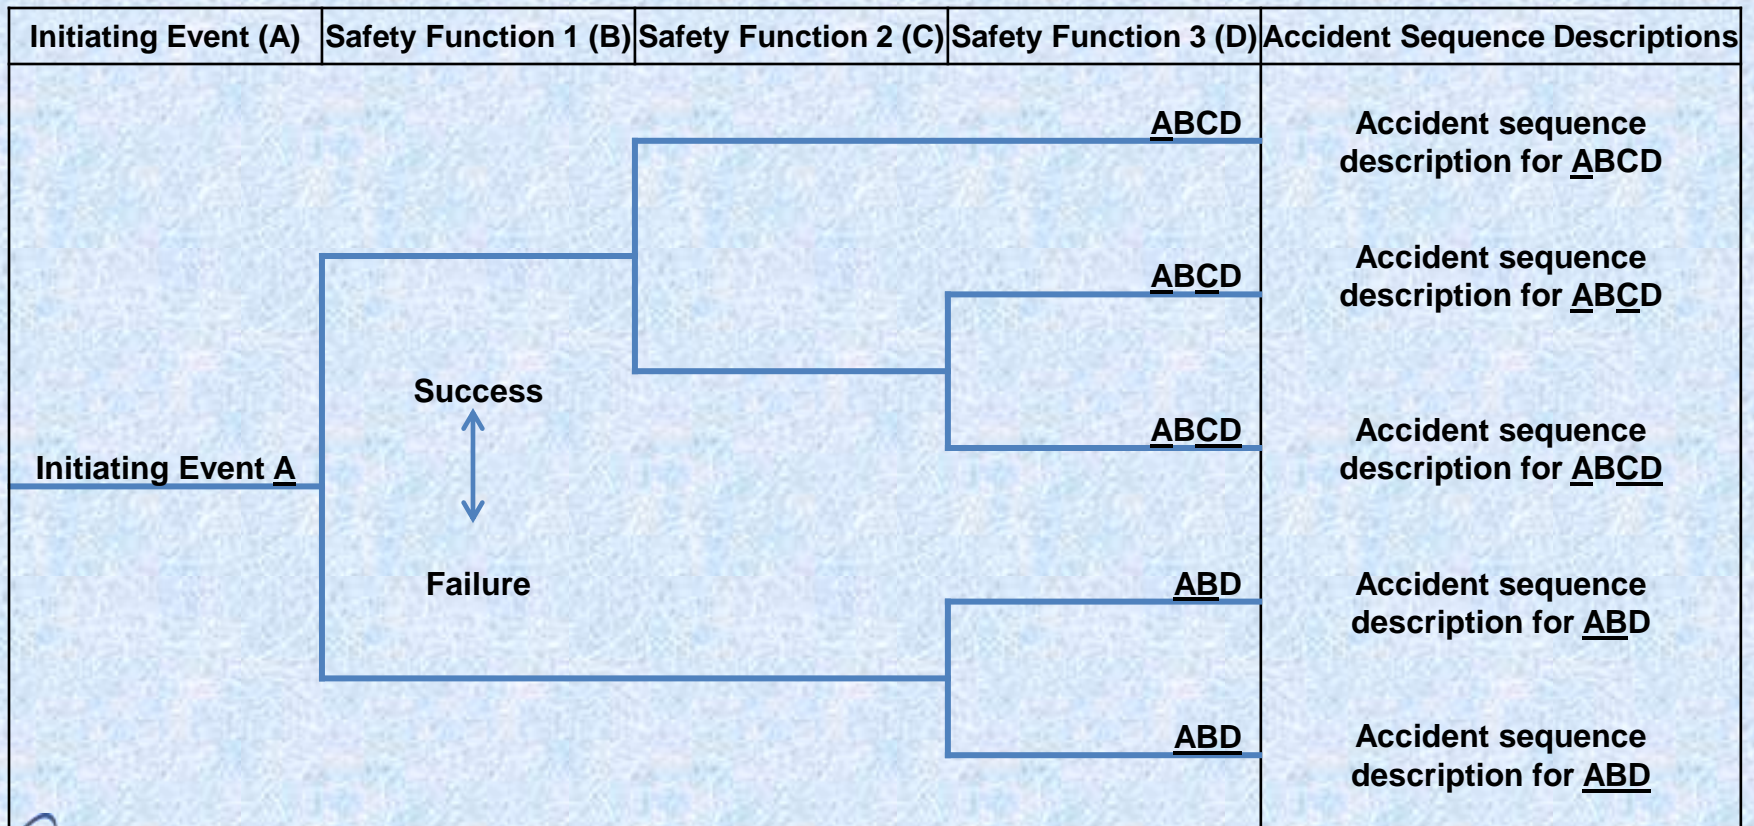 Initiating Event (A) Safety Function 1 (B) Safety Function 2 (C) Safety Function 3 (D) Accident Sequence Descriptions
ABCD
Accident sequence
description for ABCD
ABCD
Accident sequence
description for ABCD
Success
ABCD
Accident sequence
description for ABCD
Initiating Event A
Failure
ABD
Accident sequence
description for ABD
ABD
Accident sequence
description for ABD